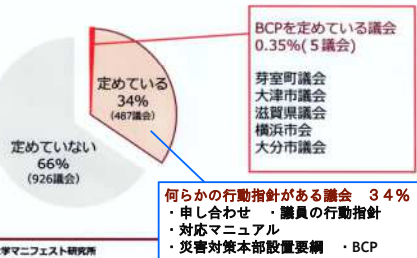 BCPを定めている議会
0.35%(５議会)
芽室町議会
大津市議会
滋賀県議会
横浜市会
大分市議会
定めている
34%
(487議会)
定めていない
66%
(926議会)
何らかの行動指針がある議会　３４％
・申し合わせ　・議員の行動指針
・対応マニュアル
・災害対策本部設置要綱　・BCP
学マニフェスト研究所